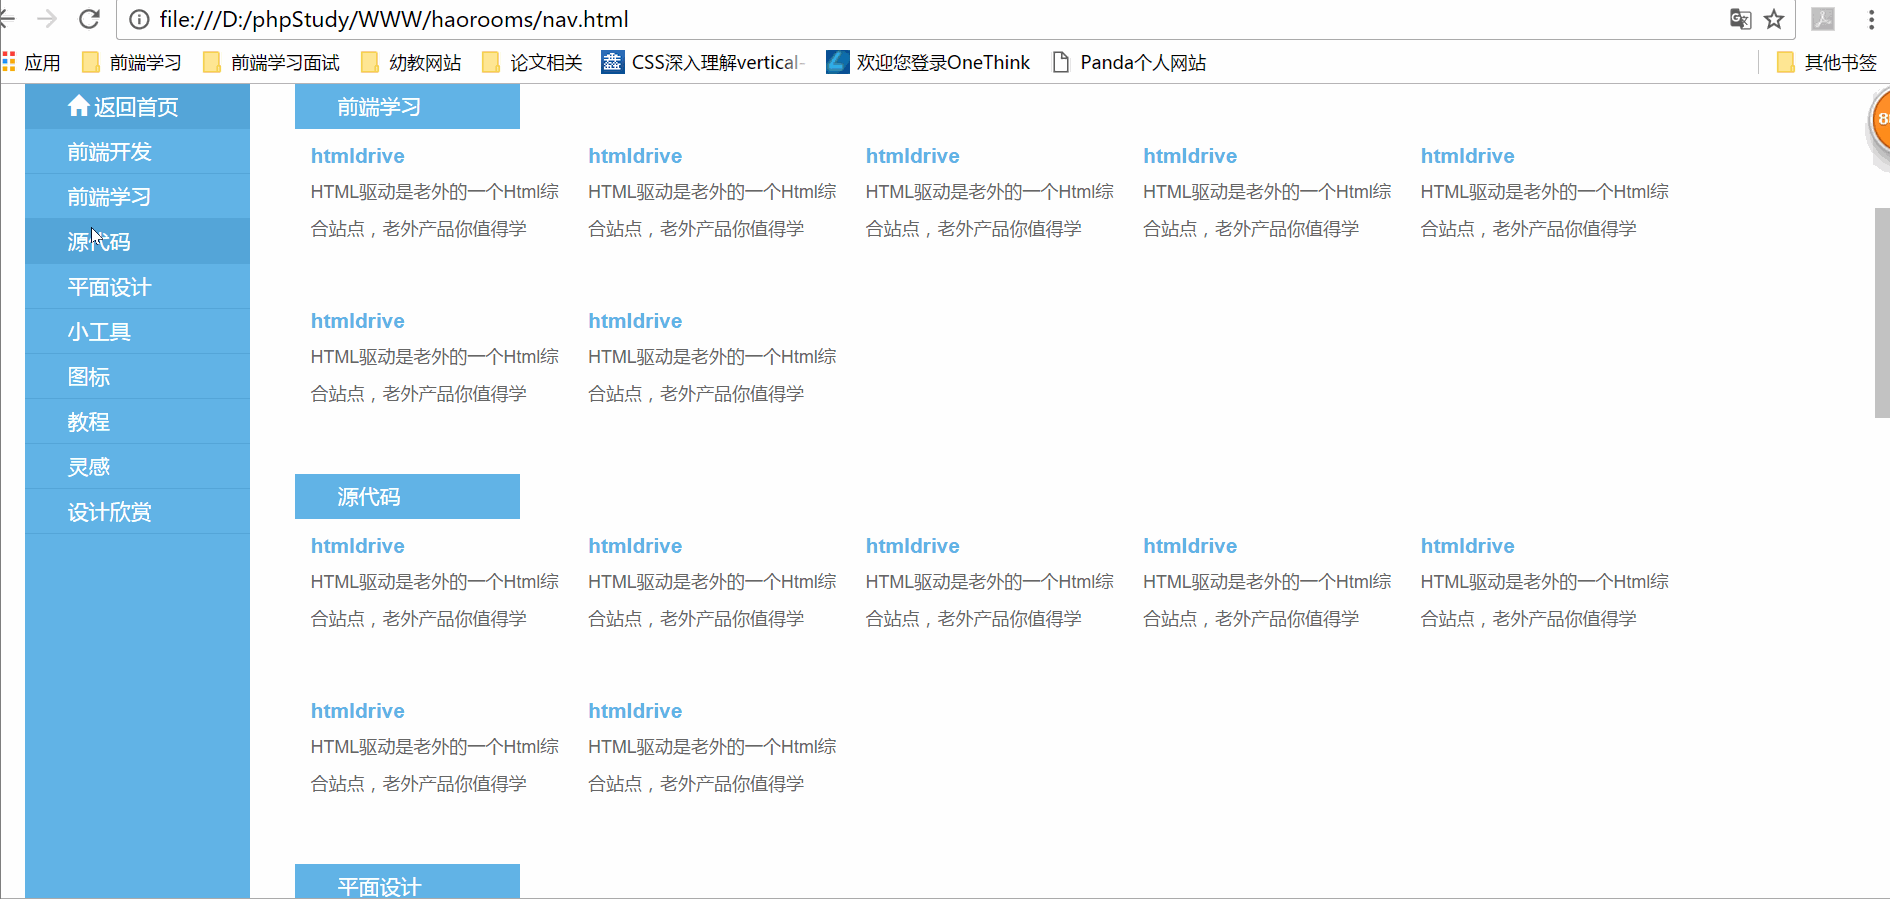 file:///D:/phpStudy/WWW/haorooms/nav.html
应用 前端学习 前端学习面试 幼教网站 论文相关 CSS深入理解vertical- 欢迎您登录OneThink Panda个人网站 其他书签
返回首页
前端开发
前端学习
源代码
平面设计
小工具
图标
教程
灵感
设计欣赏
前端学习
htmldrive htmldrive htmldrive htmldrive htmldrive
HTML驱动是老外的一个Html综 HTML驱动是老外的一个Html综 HTML驱动是老外的一个Html综 HTML驱动是老外的一个Html综 HTML驱动是老外的一个Html综
合站点，老外产品你值得学 合站点，老外产品你值得学 合站点，老外产品你值得学 合站点，老外产品你值得学 合站点，老外产品你值得学
htmldrive htmldrive
HTML驱动是老外的一个Html综 HTML驱动是老外的一个Html综
合站点，老外产品你值得学 合站点，老外产品你值得学
源代码
htmldrive htmldrive htmldrive htmldrive htmldrive
HTML驱动是老外的一个Html综 HTML驱动是老外的一个Html综 HTML驱动是老外的一个Html综 HTML驱动是老外的一个Html综 HTML驱动是老外的一个Html综
合站点，老外产品你值得学 合站点，老外产品你值得学 合站点，老外产品你值得学 合站点，老外产品你值得学 合站点，老外产品你值得学
htmldrive htmldrive
HTML驱动是老外的一个Html综 HTML驱动是老外的一个Html综
合站点，老外产品你值得学 合站点，老外产品你值得学
平面设计